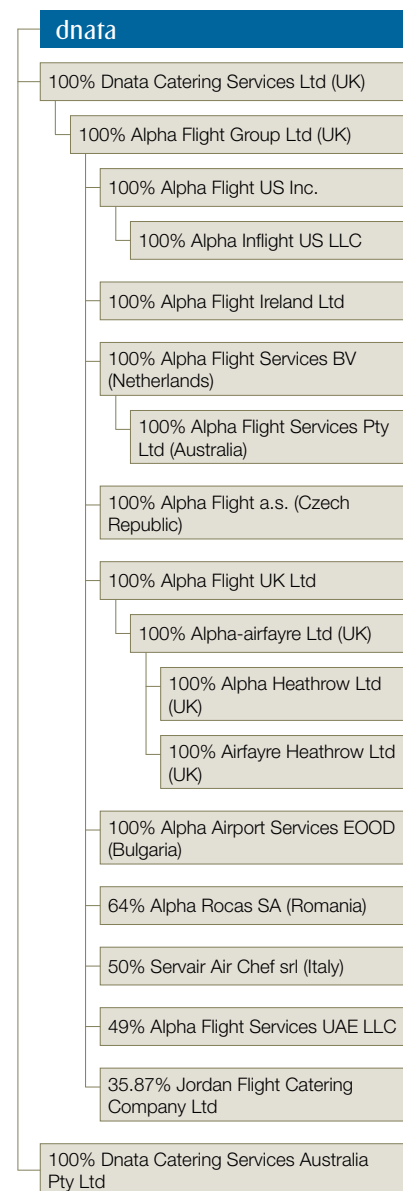 dnata
100% Dnata Catering Services Ltd (UK)
100% Alpha Flight Group Ltd (UK)
100% Alpha Flight US Inc.
100% Alpha Inflight US LLC
100% Alpha Flight Ireland Ltd
100% Alpha Flight Services BV
(Netherlands)
100% Alpha Flight Services Pty
Ltd (Australia)
100% Alpha Flight a.s. (Czech
Republic)
100% Alpha Flight UK Ltd
100% Alpha-airfayre Ltd (UK)
100% Alpha Heathrow Ltd
(UK)
100% Airfayre Heathrow Ltd
(UK)
100% Alpha Airport Services EOOD
(Bulgaria)
64% Alpha Rocas SA (Romania)
50% Servair Air Chef srl (Italy)
49% Alpha Flight Services UAE LLC
35.87% Jordan Flight Catering
Company Ltd
100% Dnata Catering Services Australia
Pty Ltd